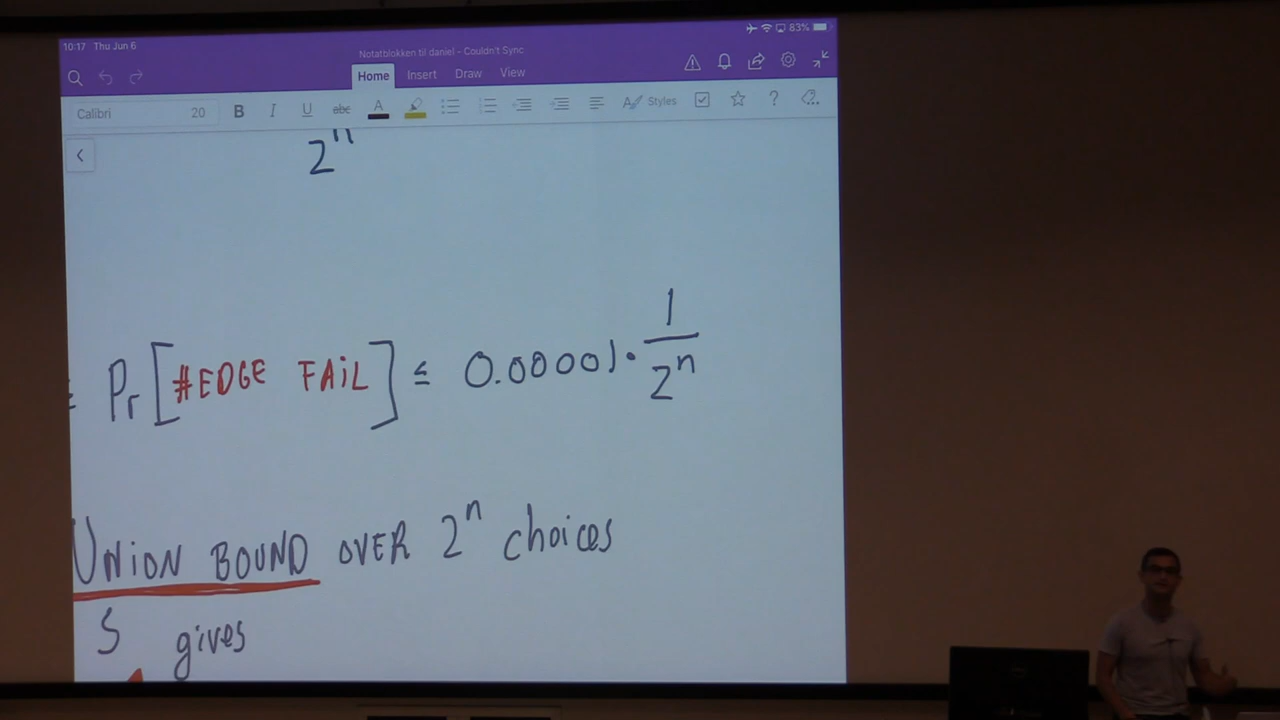 10:17 Thu Jun 6
83%
Notatblokken til daniel - Couldn't Sync
Home Insert Draw View
Calibri 20 B I U abc A Styles ?
2^n
Pr [#EDGE FAiL] ≤ 0.00001 · 1/2^n
UNiON BOUND OVER 2^n choices
S gives